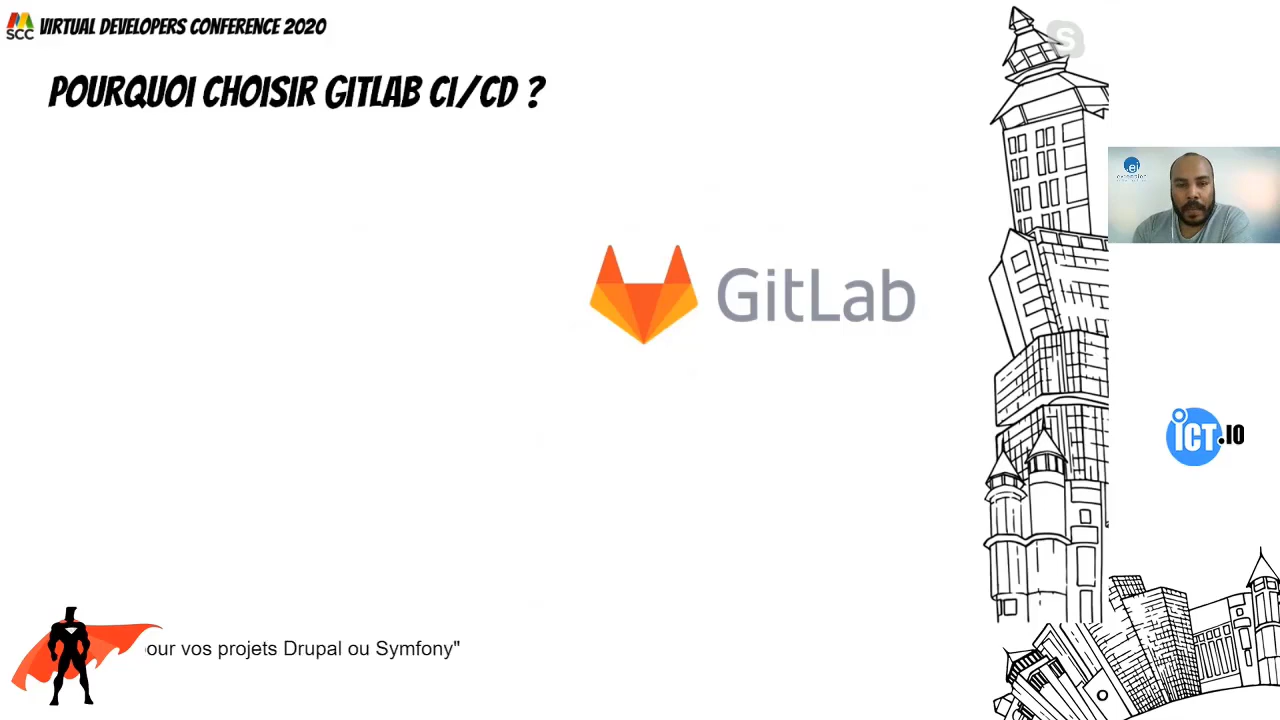 SCC VIRTUAL DEVELOPERS CONFERENCE 2020
POURQUOI CHOISIR GITLAB CI/CD ?
S
GitLab
iCT.IO
our vos projets Drupal ou Symfony"